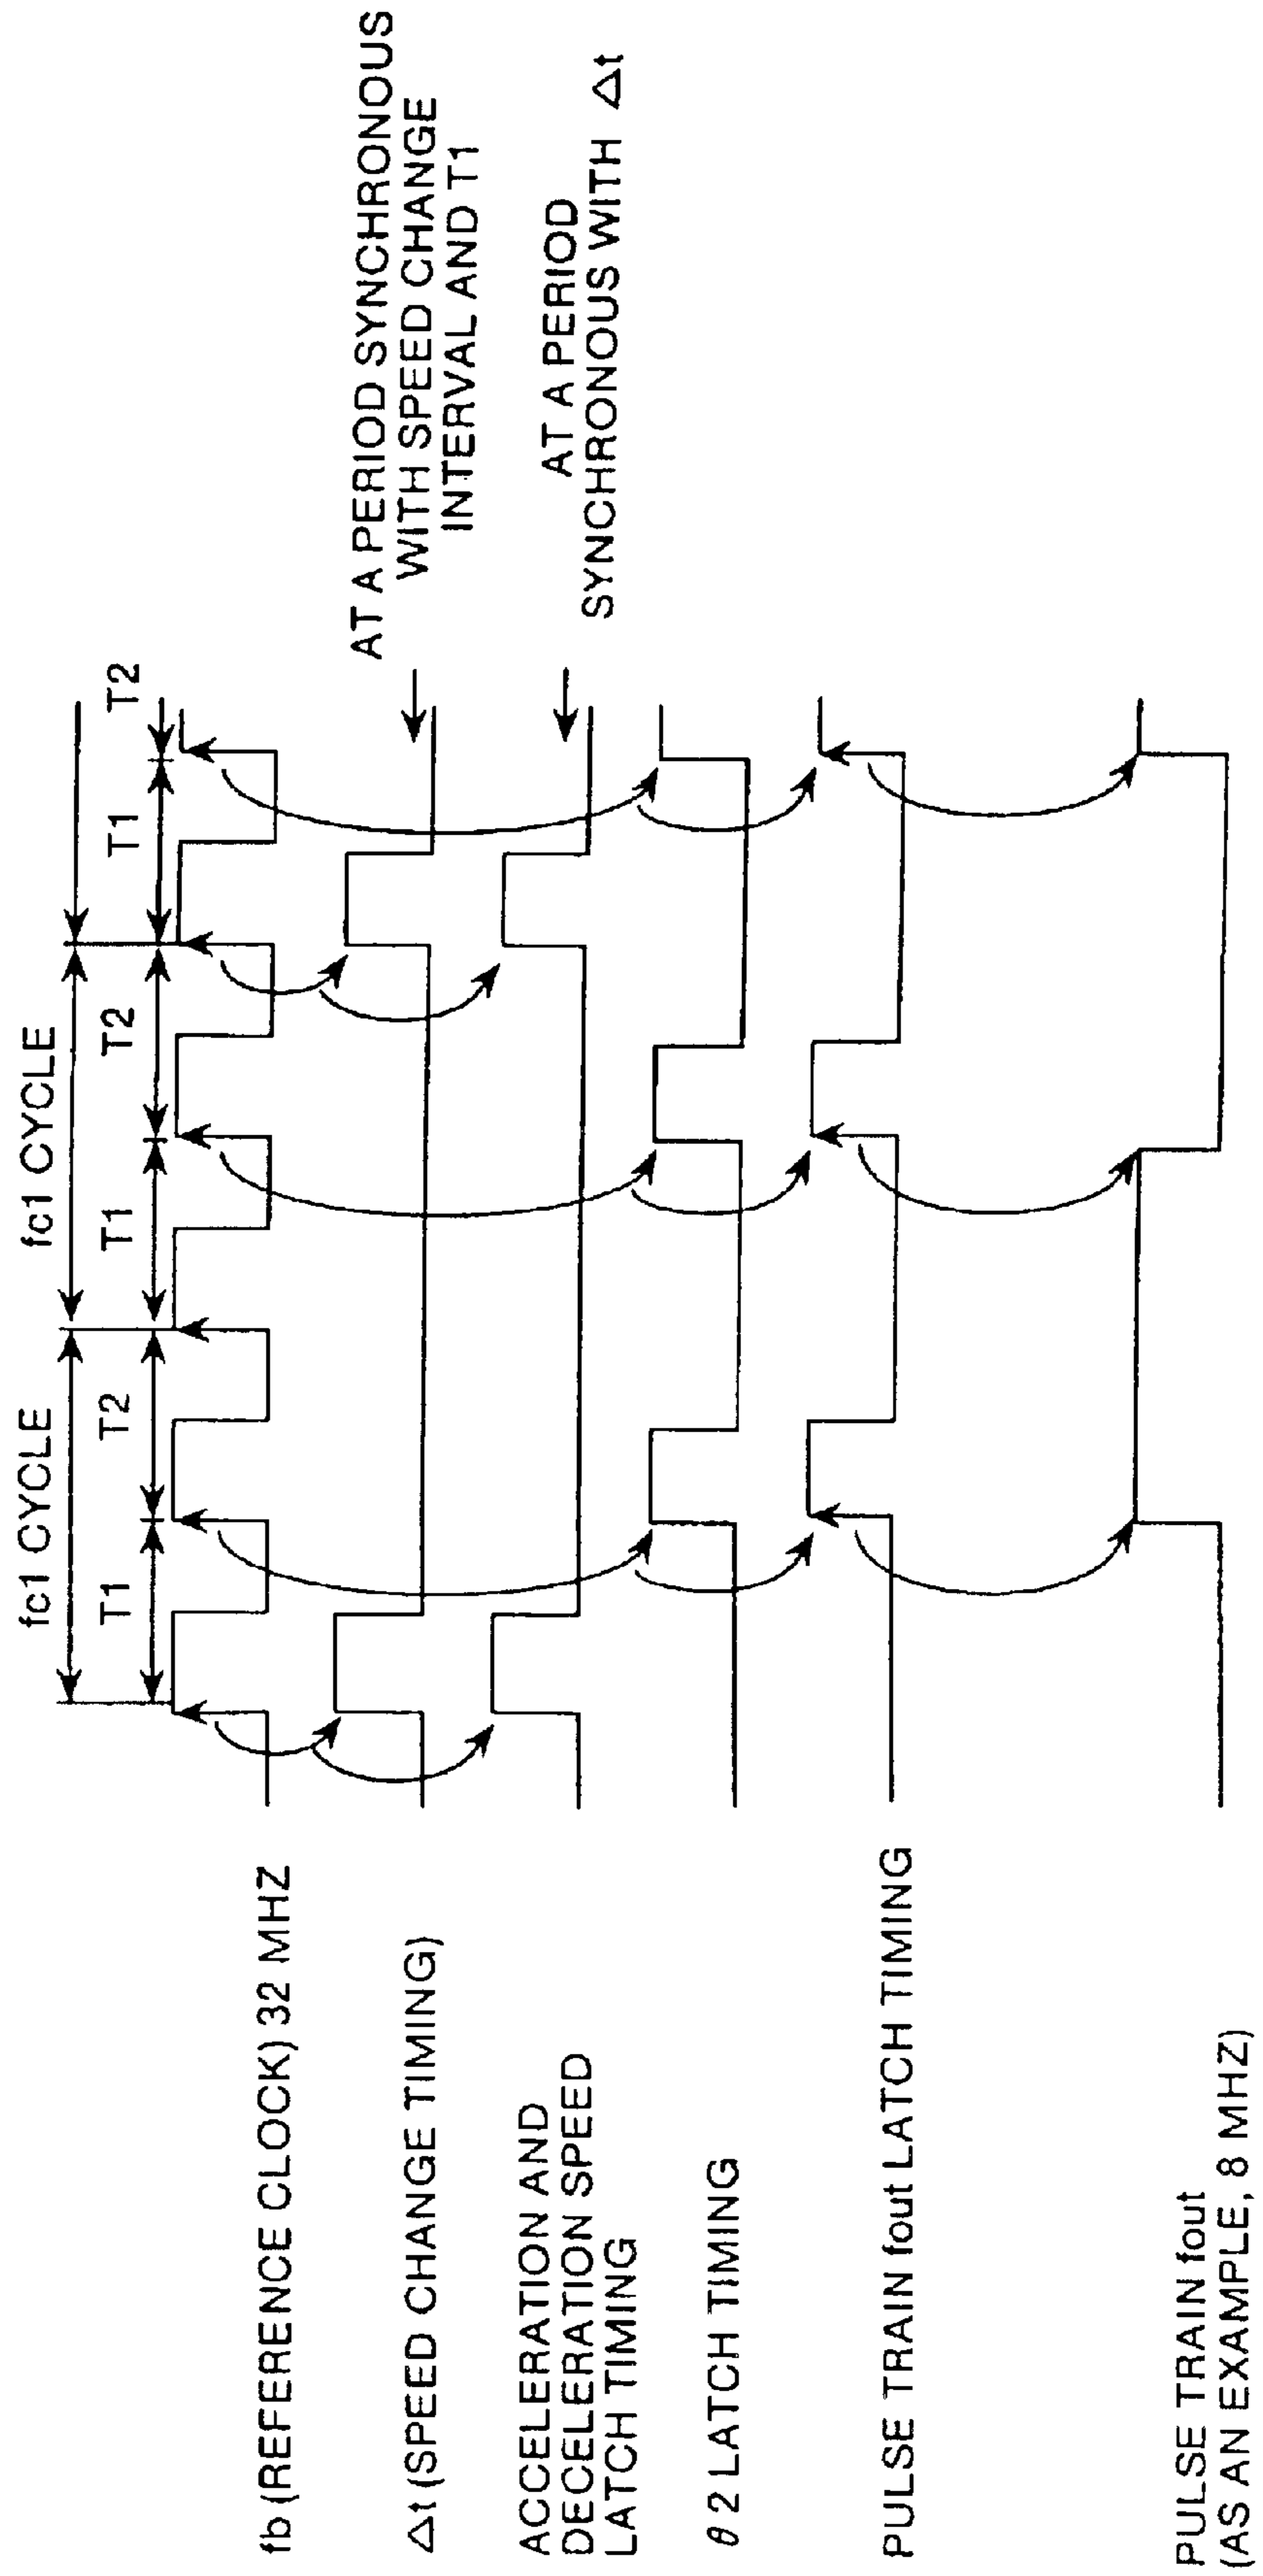 fc1 CYCLE
fc1 CYCLE
T1
T2
T1
T2
T1
T2
fb (REFERENCE CLOCK) 32 MHZ
Δt (SPEED CHANGE TIMING)
AT A PERIOD SYNCHRONOUS
WITH SPEED CHANGE
INTERVAL AND T1
ACCELERATION AND
DECELERATION SPEED
LATCH TIMING
AT A PERIOD
SYNCHRONOUS WITH Δt
θ2 LATCH TIMING
PULSE TRAIN fout LATCH TIMING
PULSE TRAIN fout
(AS AN EXAMPLE, 8 MHZ)